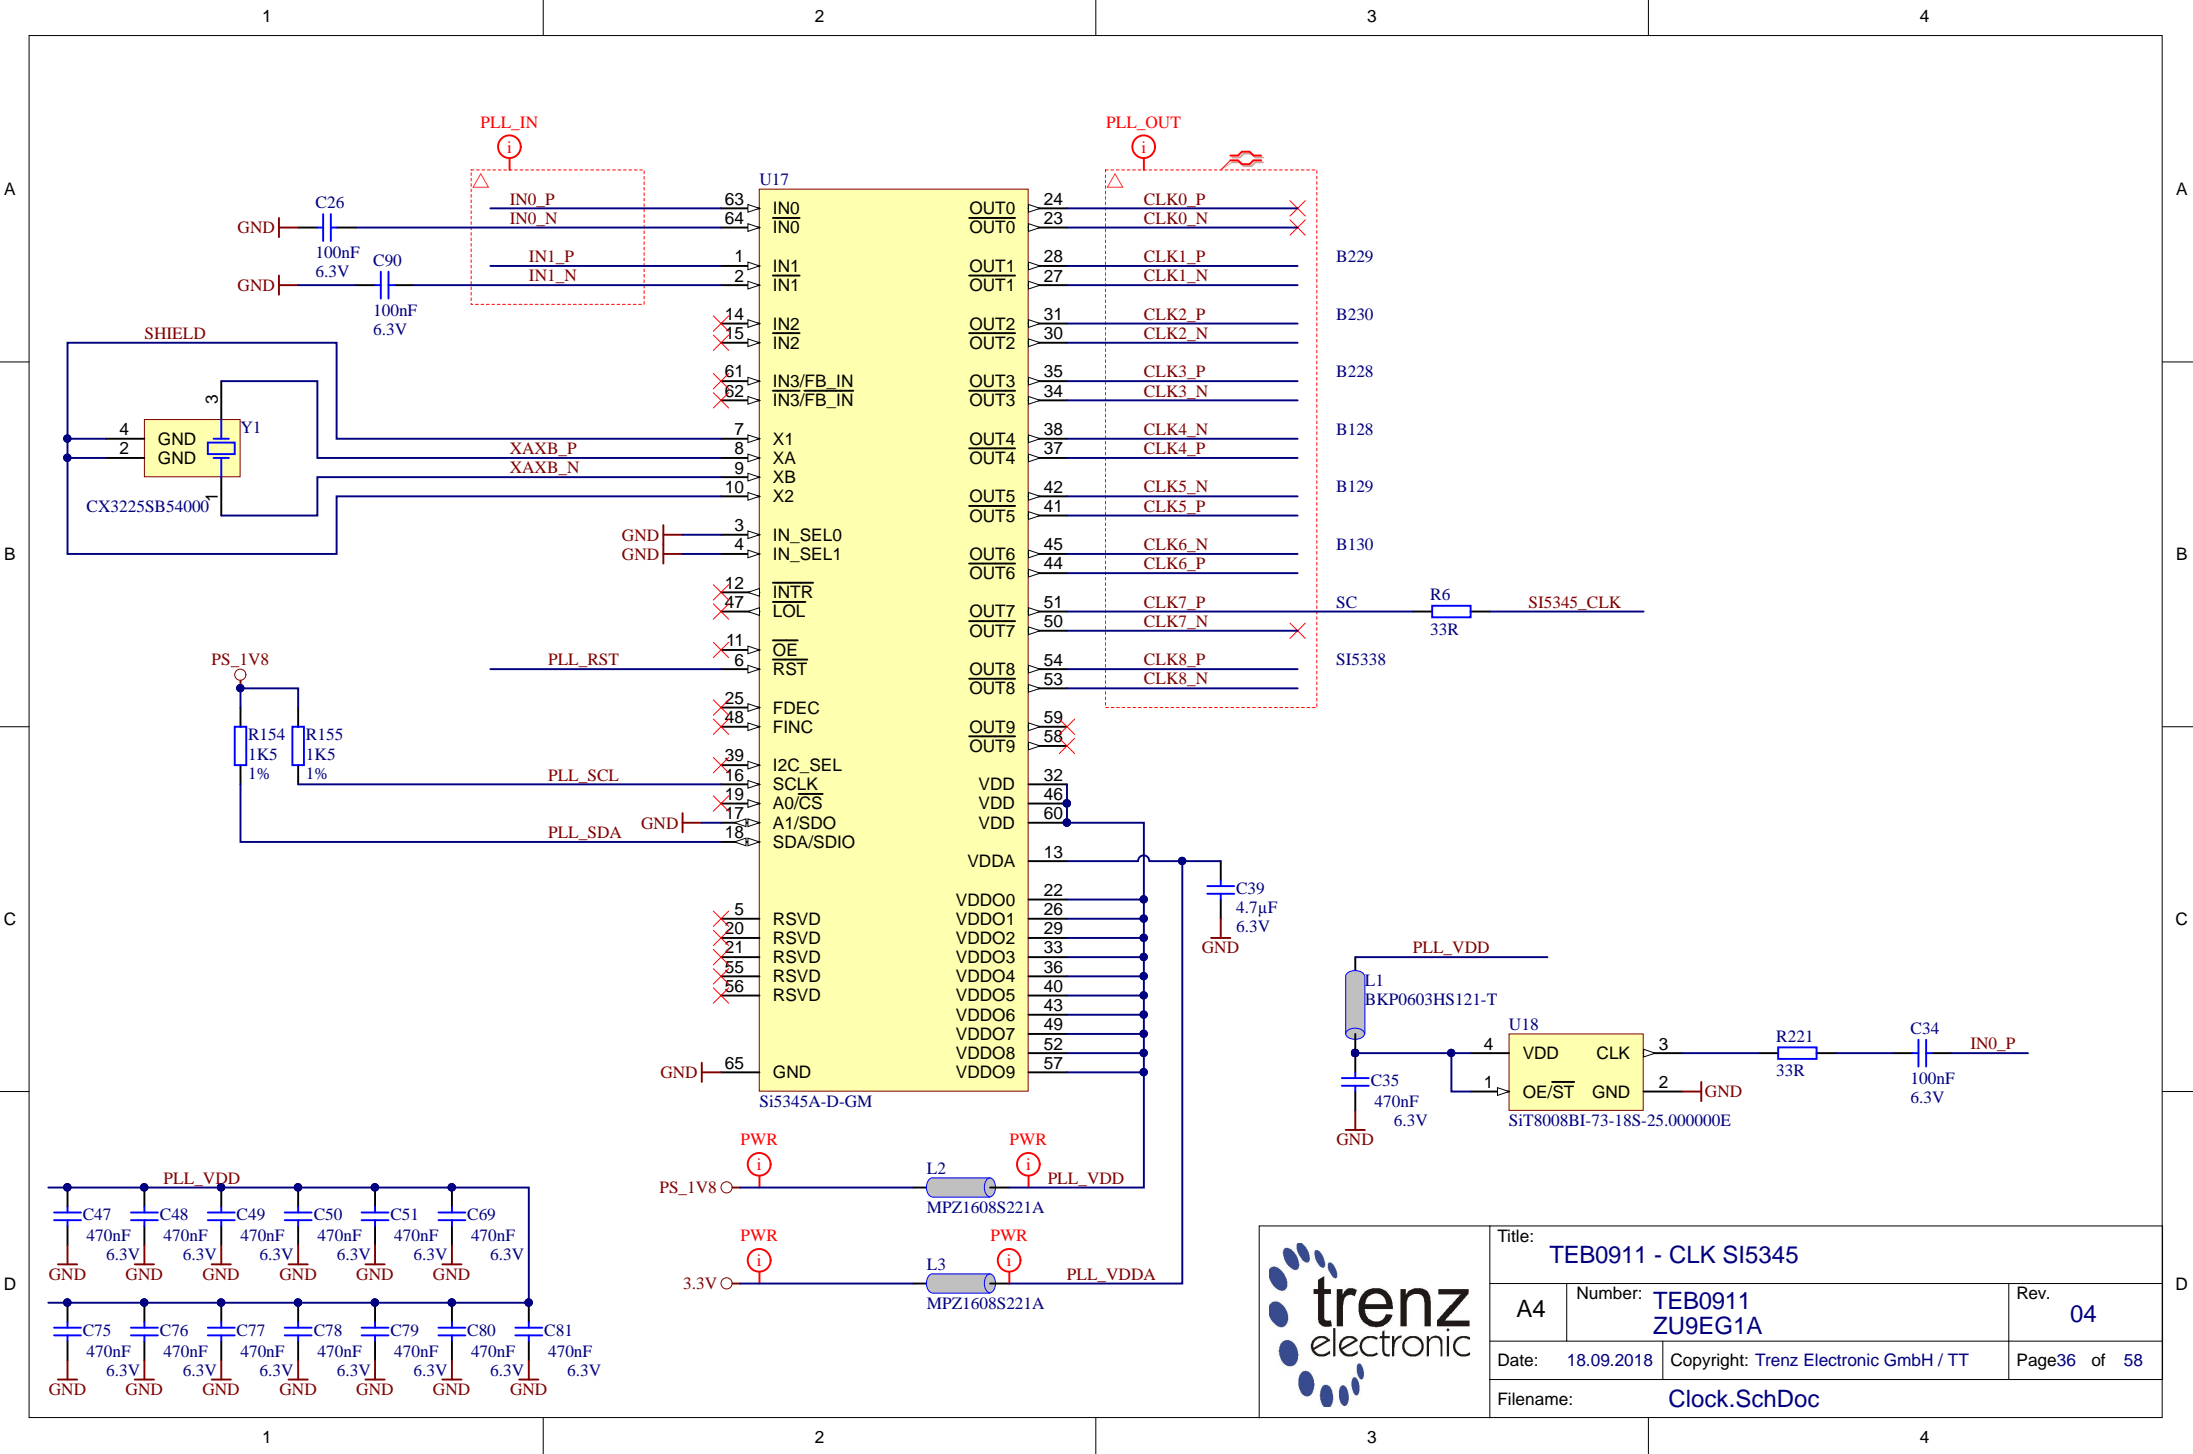 1 2 3 4
A A
B B
C C
D D
1 2 3 4
PLL_IN
i
IN0_P
IN0_N
IN1_P
IN1_N
C26
100nF
6.3V
GND
C90
100nF
6.3V
GND
SHIELD
3
4 GND
2 GND
1
Y1
CX3225SB54000
XAXB_P
XAXB_N
GND
GND
PLL_RST
PS_1V8
R154
1K5
1%
R155
1K5
1%
PLL_SCL
PLL_SDA
GND
GND
U17
63 IN0
64 IN0
1 IN1
2 IN1
14 IN2
15 IN2
61 IN3/FB_IN
62 IN3/FB_IN
7 X1
8 XA
9 XB
10 X2
3 IN_SEL0
4 IN_SEL1
12 INTR
47 LOL
11 OE
6 RST
25 FDEC
48 FINC
39 I2C_SEL
16 SCLK
19 A0/CS
17 A1/SDO
18 SDA/SDIO
5 RSVD
20 RSVD
21 RSVD
55 RSVD
56 RSVD
65 GND
Si5345A-D-GM
PLL_OUT
i
OUT0 24 CLK0_P
OUT0 23 CLK0_N
OUT1 28 CLK1_P B229
OUT1 27 CLK1_N
OUT2 31 CLK2_P B230
OUT2 30 CLK2_N
OUT3 35 CLK3_P B228
OUT3 34 CLK3_N
OUT4 38 CLK4_N B128
OUT4 37 CLK4_P
OUT5 42 CLK5_N B129
OUT5 41 CLK5_P
OUT6 45 CLK6_N B130
OUT6 44 CLK6_P
OUT7 51 CLK7_P SC R6 33R SI5345_CLK
OUT7 50 CLK7_N
OUT8 54 CLK8_P SI5338
OUT8 53 CLK8_N
OUT9 59
OUT9 58
VDD 32
VDD 46
VDD 60
VDDA 13
VDDO0 22
VDDO1 26
VDDO2 29
VDDO3 33
VDDO4 36
VDDO5 40
VDDO6 43
VDDO7 49
VDDO8 52
VDDO9 57
C39
4.7µF
6.3V
GND
PLL_VDD
L1
BKP0603HS121-T
C35
470nF
6.3V
GND
U18
4 VDD CLK 3
1 OE/ST GND 2
GND
SiT8008BI-73-18S-25.000000E
R221
33R
C34
100nF
6.3V
IN0_P
PWR PWR
i i
PS_1V8 L2 PLL_VDD
MPZ1608S221A
PWR PWR
i i
3.3V L3 PLL_VDDA
MPZ1608S221A
PLL_VDD
C47 C48 C49 C50 C51 C69
470nF 470nF 470nF 470nF 470nF 470nF
6.3V 6.3V 6.3V 6.3V 6.3V 6.3V
GND GND GND GND GND GND
C75 C76 C77 C78 C79 C80 C81
470nF 470nF 470nF 470nF 470nF 470nF 470nF
6.3V 6.3V 6.3V 6.3V 6.3V 6.3V 6.3V
GND GND GND GND GND GND GND
trenz
electronic
Title:
TEB0911 - CLK SI5345
A4
Number: TEB0911
ZU9EG1A
Rev.
04
Date: 18.09.2018
Copyright: Trenz Electronic GmbH / TT
Page36 of 58
Filename: Clock.SchDoc